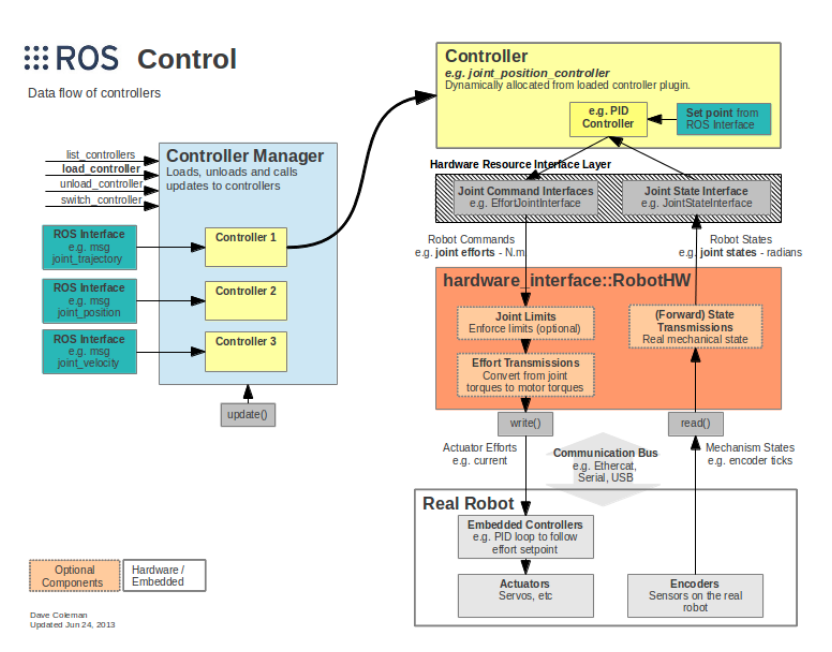 ROS Control
Data flow of controllers
list_controllers
load_controller
unload_controller
switch_controller
Controller Manager
Loads, unloads and calls
updates to controllers
ROS Interface
e.g. msg
joint_trajectory
Controller 1
ROS Interface
e.g. msg
joint_position
Controller 2
ROS Interface
e.g. msg
joint_velocity
Controller 3
update()
Controller
e.g. joint_position_controller
Dynamically allocated from loaded controller plugin.
e.g. PID
Controller
Set point from
ROS Interface
Hardware Resource Interface Layer
Joint Command Interfaces
e.g. EffortJointInterface
Joint State Interface
e.g. JointStateInterface
Robot Commands
e.g. joint efforts - N.m.
Robot States
e.g. joint states - radians
hardware_interface::RobotHW
Joint Limits
Enforce limits (optional)
(Forward) State
Transmissions
Real mechanical state
Effort Transmissions
Convert from joint
torques to motor torques
write()
read()
Actuator Efforts
e.g. current
Communication Bus
e.g. Ethercat,
Serial, USB
Mechanism States
e.g. encoder ticks
Real Robot
Embedded Controllers
e.g. PID loop to follow
effort setpoint
Actuators
Servos, etc
Encoders
Sensors on the real
robot
Optional
Components
Hardware /
Embedded
Dave Coleman
Updated Jun 24, 2013